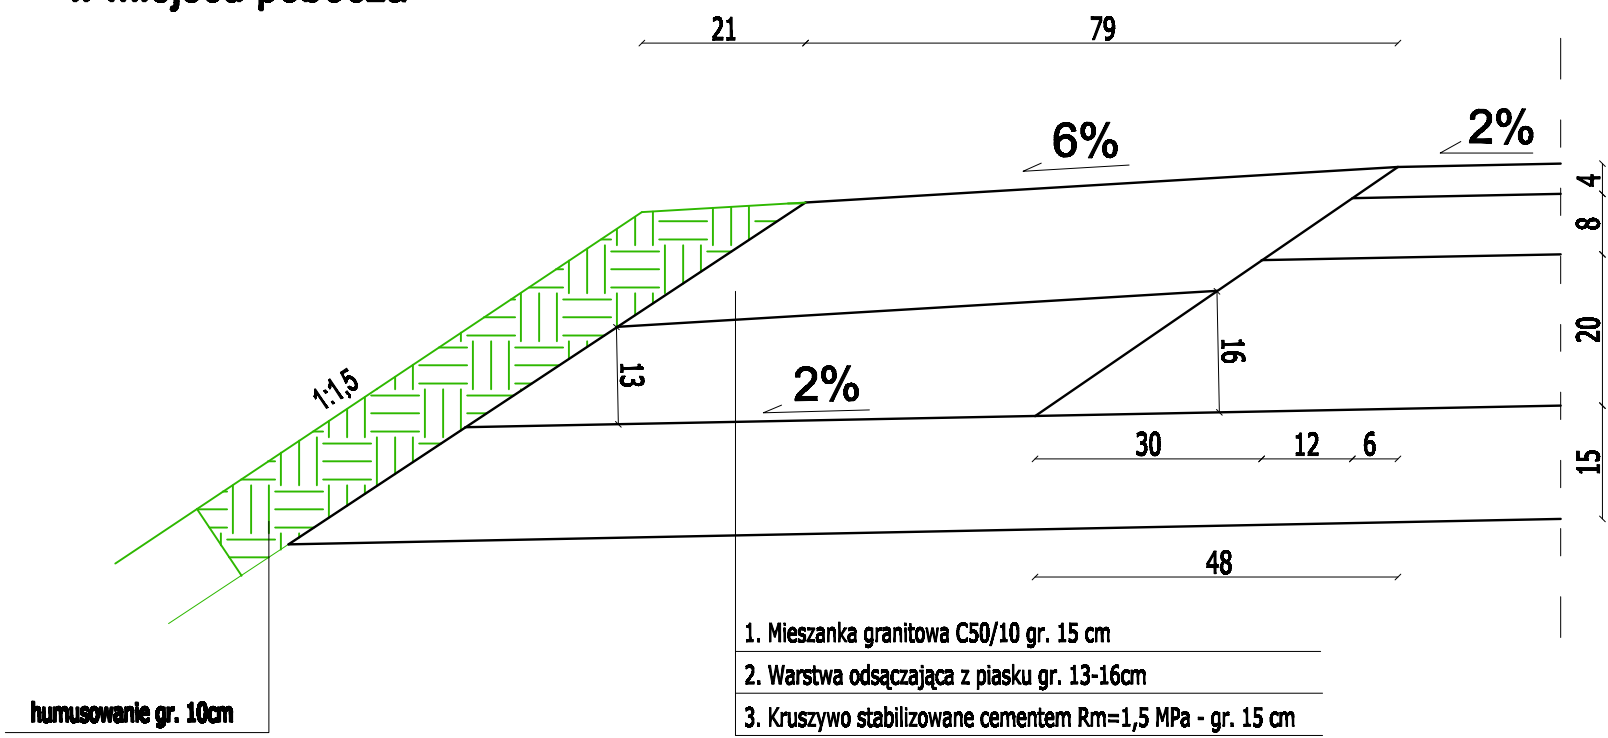 21 79
6% 2%
4
8
1:1,5
13
2%
16
20
30 12 6
15
48
1. Mieszanka granitowa C50/10 gr. 15 cm
2. Warstwa odsączająca z piasku gr. 13-16cm
3. Kruszywo stabilizowane cementem Rm=1,5 MPa - gr. 15 cm
humusowanie gr. 10cm